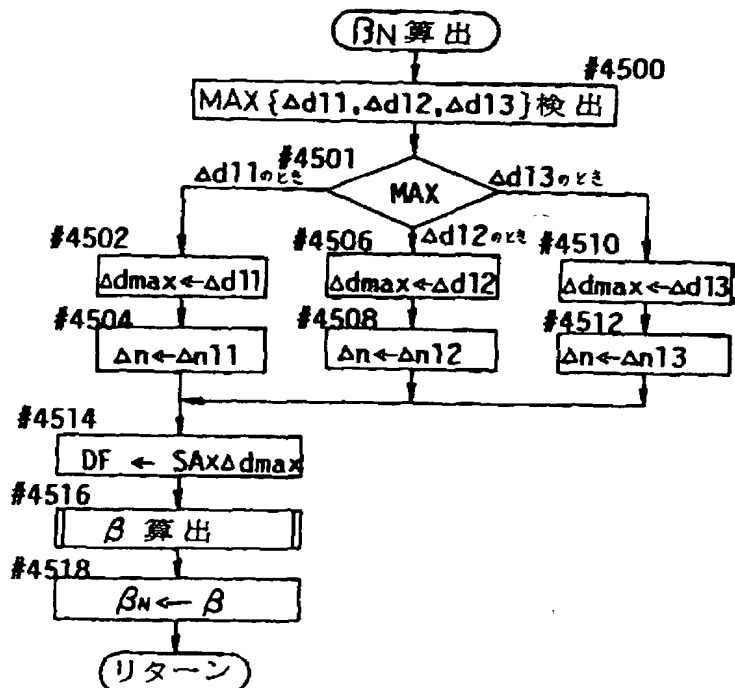 βN 算出
#4500
MAX{Δd11,Δd12,Δd13}検出
#4501
MAX
Δd11のとき
Δd13のとき
Δd12のとき
#4502
Δdmax←Δd11
#4504
Δn←Δn11
#4506
Δdmax←Δd12
#4508
Δn←Δn12
#4510
Δdmax←Δd13
#4512
Δn←Δn13
#4514
DF ← SA×Δdmax
#4516
β 算出
#4518
βN ← β
リターン